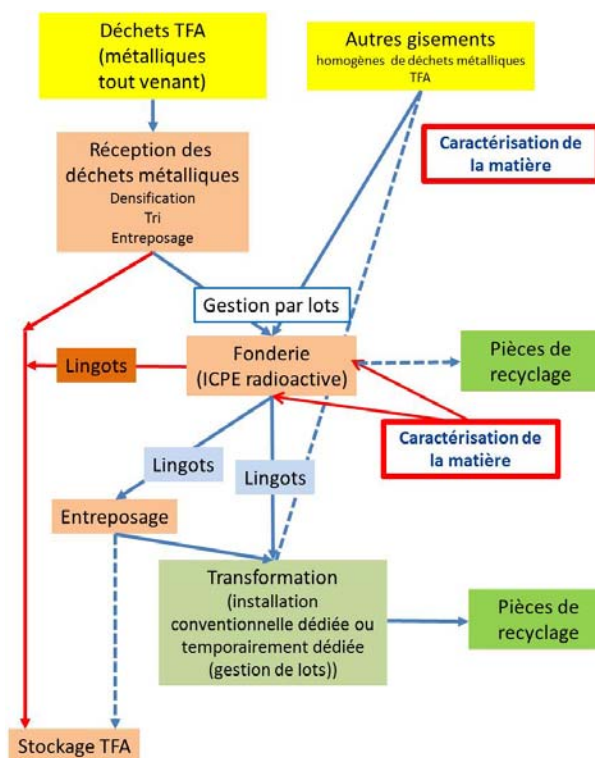 Déchets TFA
(métalliques
tout venant)
Autres gisements
homogènes de déchets métalliques
TFA
Caractérisation de
la matière
Réception des
déchets métalliques
Densification
Tri
Entreposage
Gestion par lots
Lingots
Fonderie
(ICPE radioactive)
Pièces de
recyclage
Caractérisation de
la matière
Lingots
Lingots
Entreposage
Transformation
(installation
conventionnelle dédiée ou
temporairement dédiée
(gestion de lots))
Pièces de
recyclage
Stockage TFA